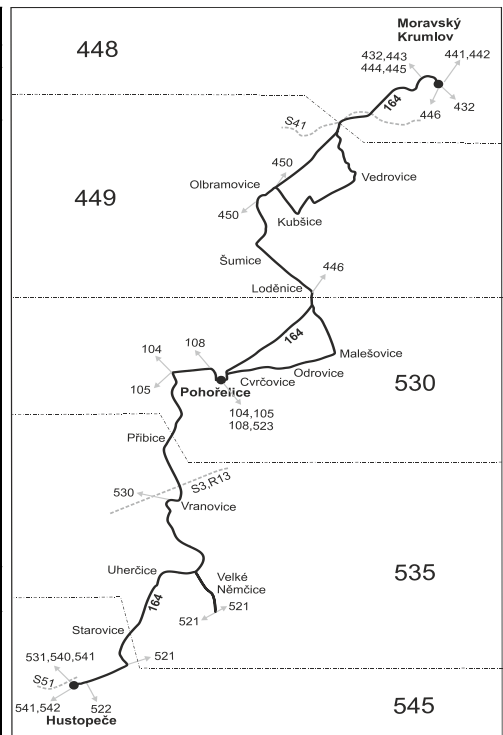 Moravský
Krumlov
448
432,443
444,445
441,442
164
446
432
S41
450
Vedrovice
Olbramovice
449
450
Kubšice
Šumice
446
Loděnice
164
104
108
Malešovice
Odrovice
530
Cvrčovice
105
Pohořelice
104,105
108,523
Přibice
S3,R13
530
Vranovice
Uherčice
Velké
Němčice
535
164
521
521
Starovice
531,540,541
521
S51
541,542
522
Hustopeče
545